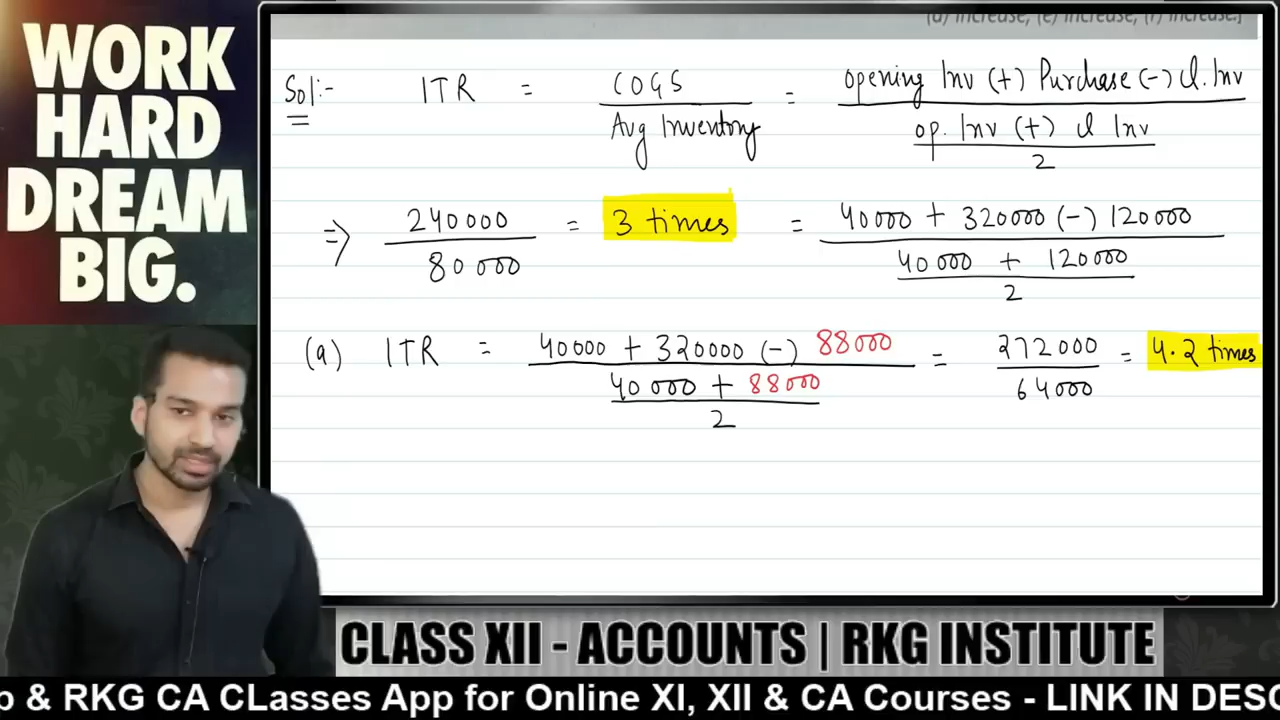 (d) Increase, (e) Increase, (f) Increase.]
WORK
HARD
DREAM
BIG.
Sol:- ITR = COGS / Avg Inventory = opening Inv (+) Purchase (-) cl. Inv / op. Inv (+) cl Inv / 2
=> 240000 / 80000 = 3 times = 40000 + 320000 (-) 120000 / 40000 + 120000 / 2
(a) ITR = 40000 + 320000 (-) 88000 / 40000 + 88000 / 2 = 272000 / 64000 = 4.2 times
CLASS XII - ACCOUNTS | RKG INSTITUTE
p & RKG CA CLasses App for Online XI, XII & CA Courses - LINK IN DESC